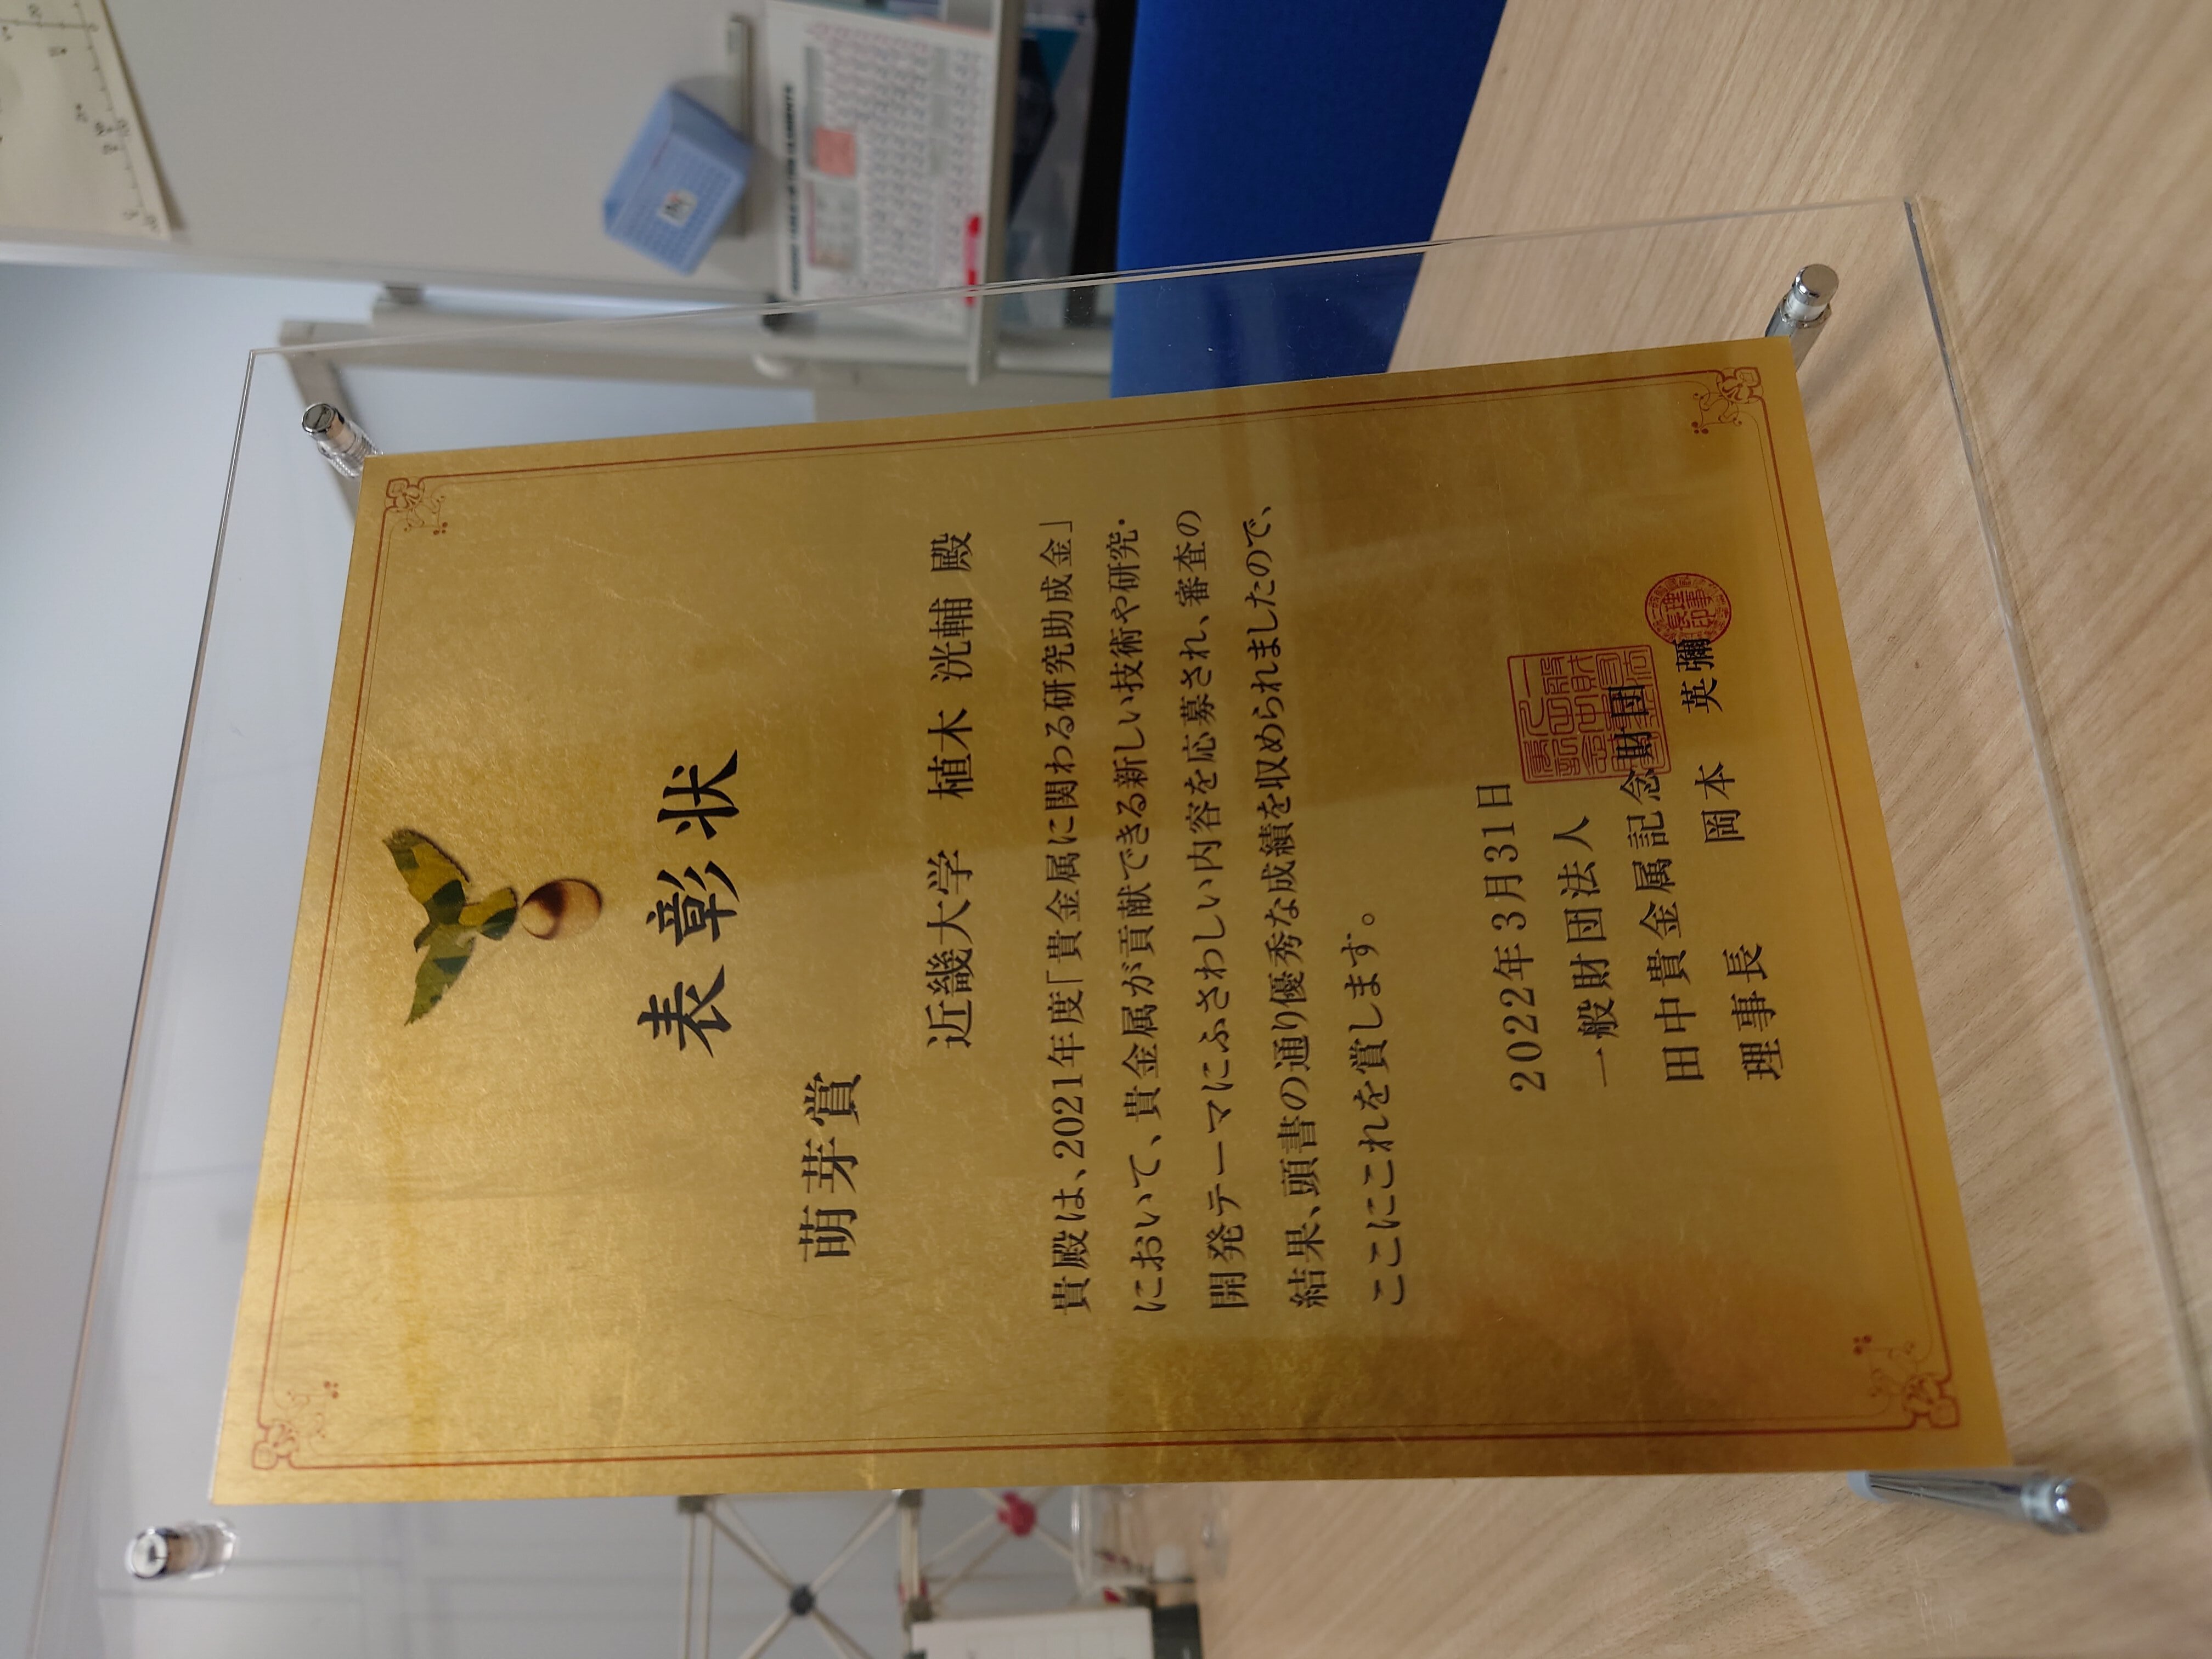 表彰状
萌芽賞
近畿大学 植木 洸輔 殿
貴殿は、2021年度「貴金属に関わる研究助成金」
において、貴金属が貢献できる新しい技術や研究・
開発テーマにふさわしい内容を応募され、審査の
結果、頭書の通り優秀な成績を収められましたので、
ここにこれを賞します。
2022年3月31日
一般財団法人
田中貴金属記念財団
理事長 岡本 英彌